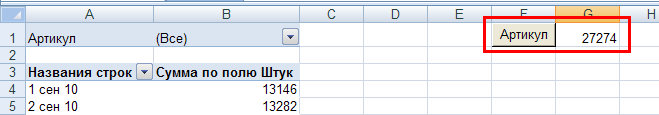 A B C D E F G H
1 Артикул (Все) Артикул 27274
2
3 Названия строк Сумма по полю Штук
4 1 сен 10 13146
5 2 сен 10 13282